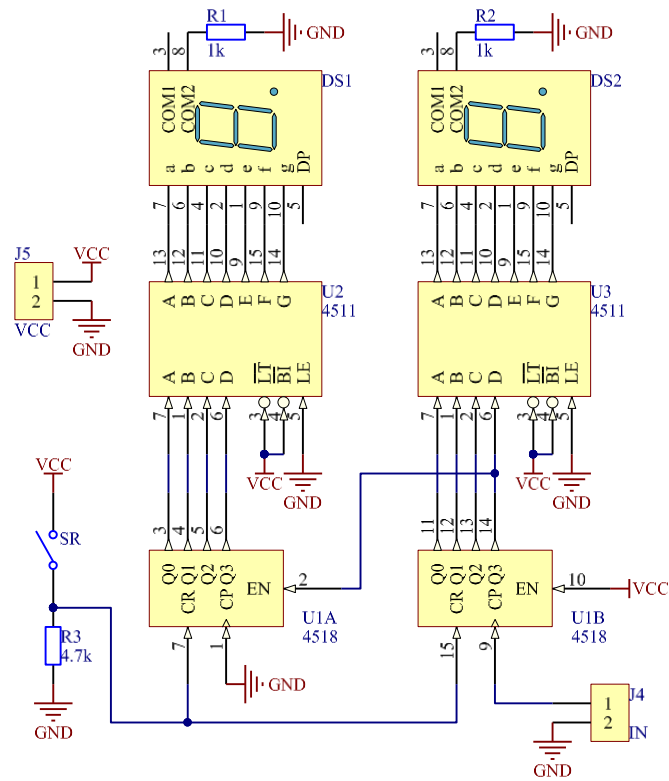 R1
1k
GND
R2
1k
GND
3
8
3
8
DS1
DS2
COM1
COM2
COM1
COM2
a b c d e f g DP
a b c d e f g DP
7 6 4 2 1 9 10 5
7 6 4 2 1 9 10 5
13 12 11 10 9 15 14
13 12 11 10 9 15 14
J5
VCC
1
2
VCC
GND
A B C D E F G
U2
4511
A B C D E F G
U3
4511
A B C D LT BI LE
A B C D LT BI LE
7 1 2 6 3 4 5
7 1 2 6 3 4 5
VCC
GND
VCC
GND
VCC
SR
3 4 5 6
11 12 13 14
Q0 Q1 Q2 Q3
CR CP
EN
2
Q0 Q1 Q2 Q3
CR CP
EN
10
VCC
U1A
4518
U1B
4518
R3
4.7k
7
1
15
9
GND
GND
J4
1
2
IN
GND